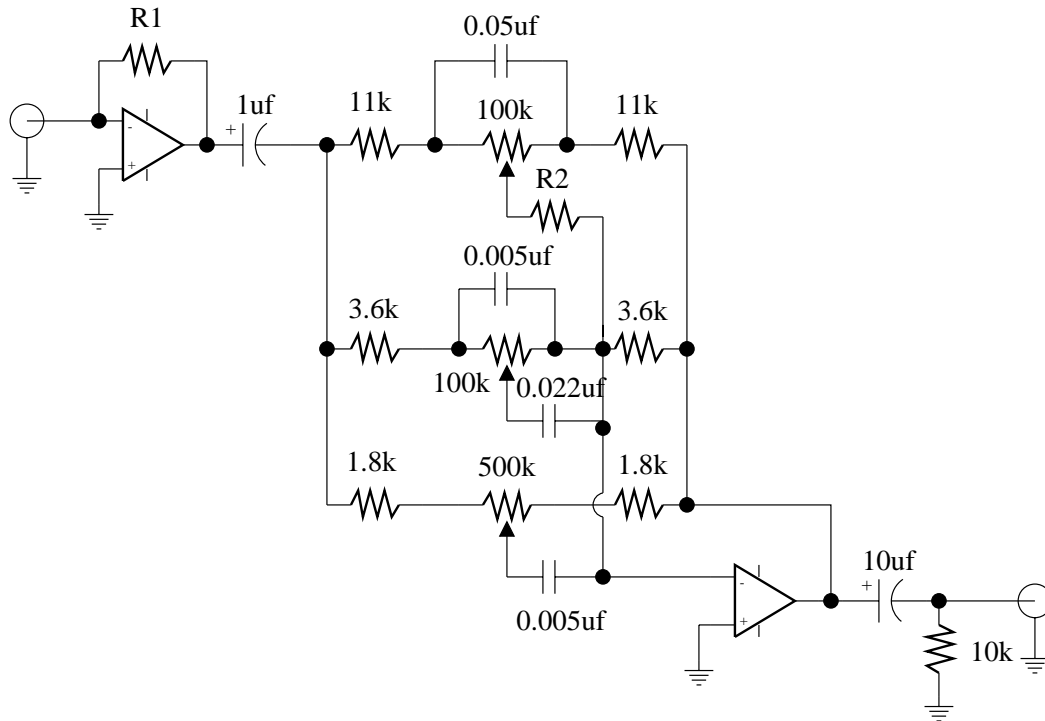 R1
0.05uf
1uf
11k
100k
11k
-
+
+
R2
0.005uf
3.6k
3.6k
100k
0.022uf
1.8k
500k
1.8k
10uf
-
+
+
0.005uf
10k